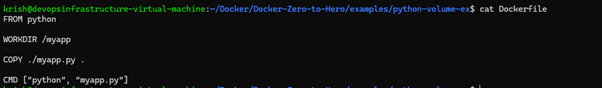 krish@devopsinfrastructure-virtual-machine:~/Docker/Docker-Zero-to-Hero/examples/python-volume-ex$ cat Dockerfile
FROM python
WORKDIR /myapp
COPY ./myapp.py .
CMD ["python", "myapp.py"]